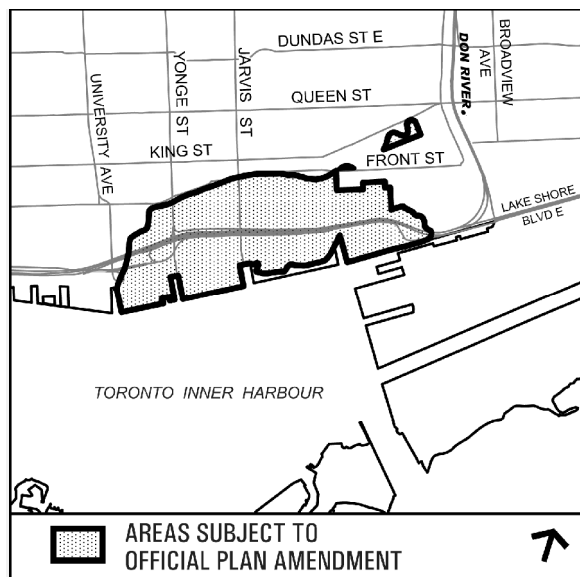 DUNDAS ST E
BROADVIEW
AVE
DON RIVER
UNIVERSITY AVE
YONGE ST
JARVIS ST
QUEEN ST
KING ST
FRONT ST
LAKE SHORE
BLVD E
TORONTO INNER HARBOUR
AREAS SUBJECT TO
OFFICIAL PLAN AMENDMENT